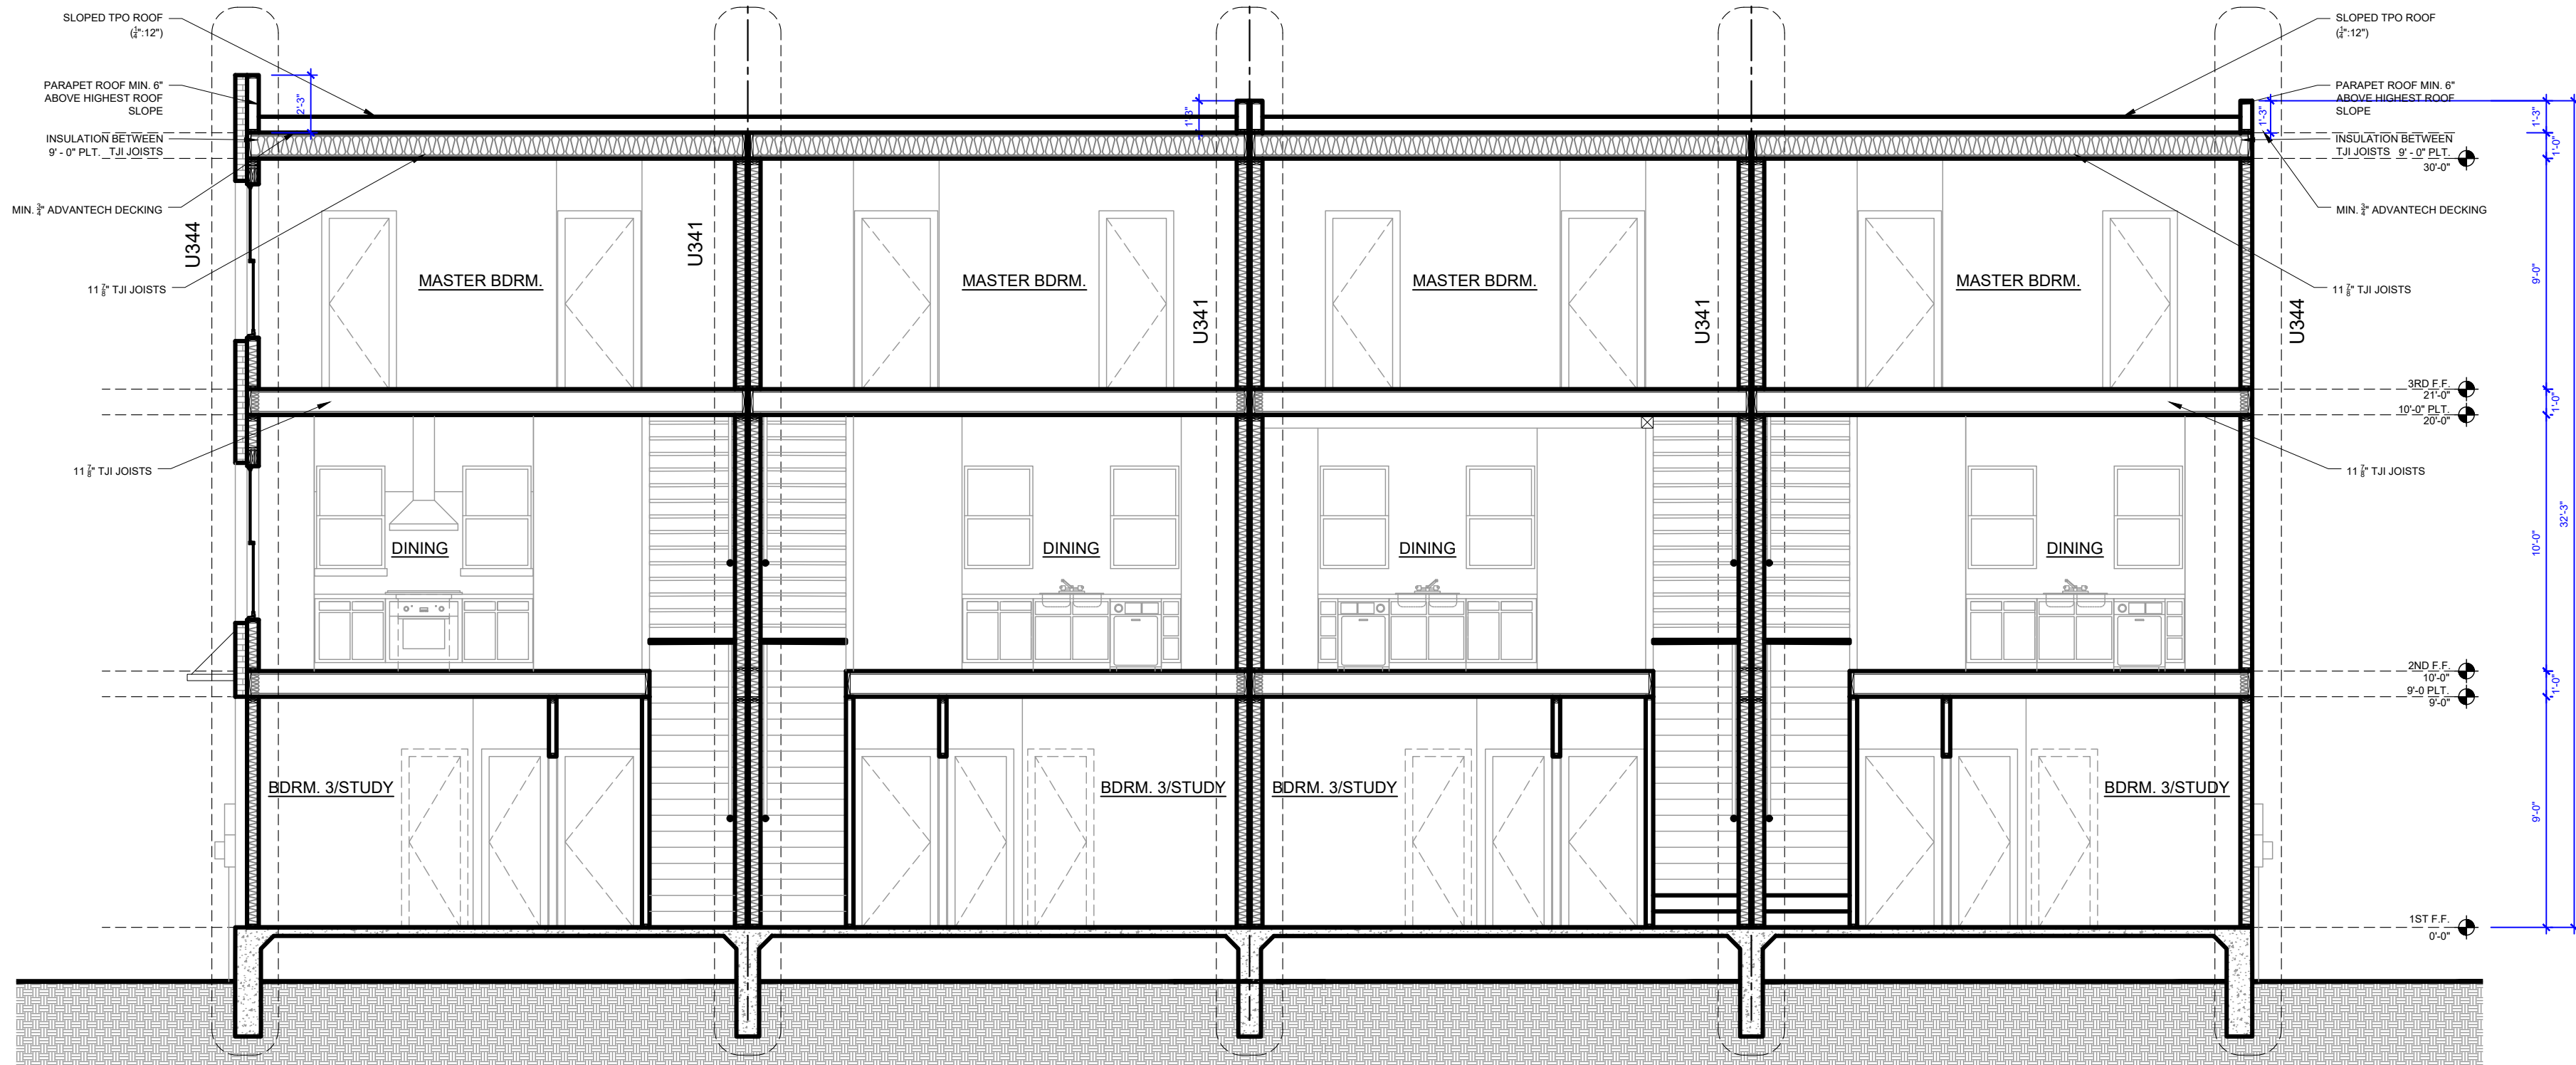 SLOPED TPO ROOF
(¼":12")
PARAPET ROOF MIN. 6"
ABOVE HIGHEST ROOF
SLOPE
INSULATION BETWEEN
9' - 0" PLT. TJI JOISTS
MIN. ¾" ADVANTECH DECKING
11 ⅞" TJI JOISTS
11 ⅞" TJI JOISTS
2'-3"
1'-3"
U344
U341
U341
U341
U344
MASTER BDRM.
MASTER BDRM.
MASTER BDRM.
MASTER BDRM.
DINING
DINING
DINING
DINING
BDRM. 3/STUDY
BDRM. 3/STUDY
BDRM. 3/STUDY
BDRM. 3/STUDY
SLOPED TPO ROOF
(¼":12")
PARAPET ROOF MIN. 6"
ABOVE HIGHEST ROOF
SLOPE
1'-3"
INSULATION BETWEEN
TJI JOISTS 9' - 0" PLT.
30'-0"
MIN. ¾" ADVANTECH DECKING
11 ⅞" TJI JOISTS
3RD F.F.
21'-0"
10'-0" PLT.
20'-0"
11 ⅞" TJI JOISTS
2ND F.F.
10'-0"
9'-0 PLT.
9'-0"
1ST F.F.
0'-0"
1'-3"
1'-0"
9'-0"
1'-0"
10'-0"
1'-0"
9'-0"
32'-3"